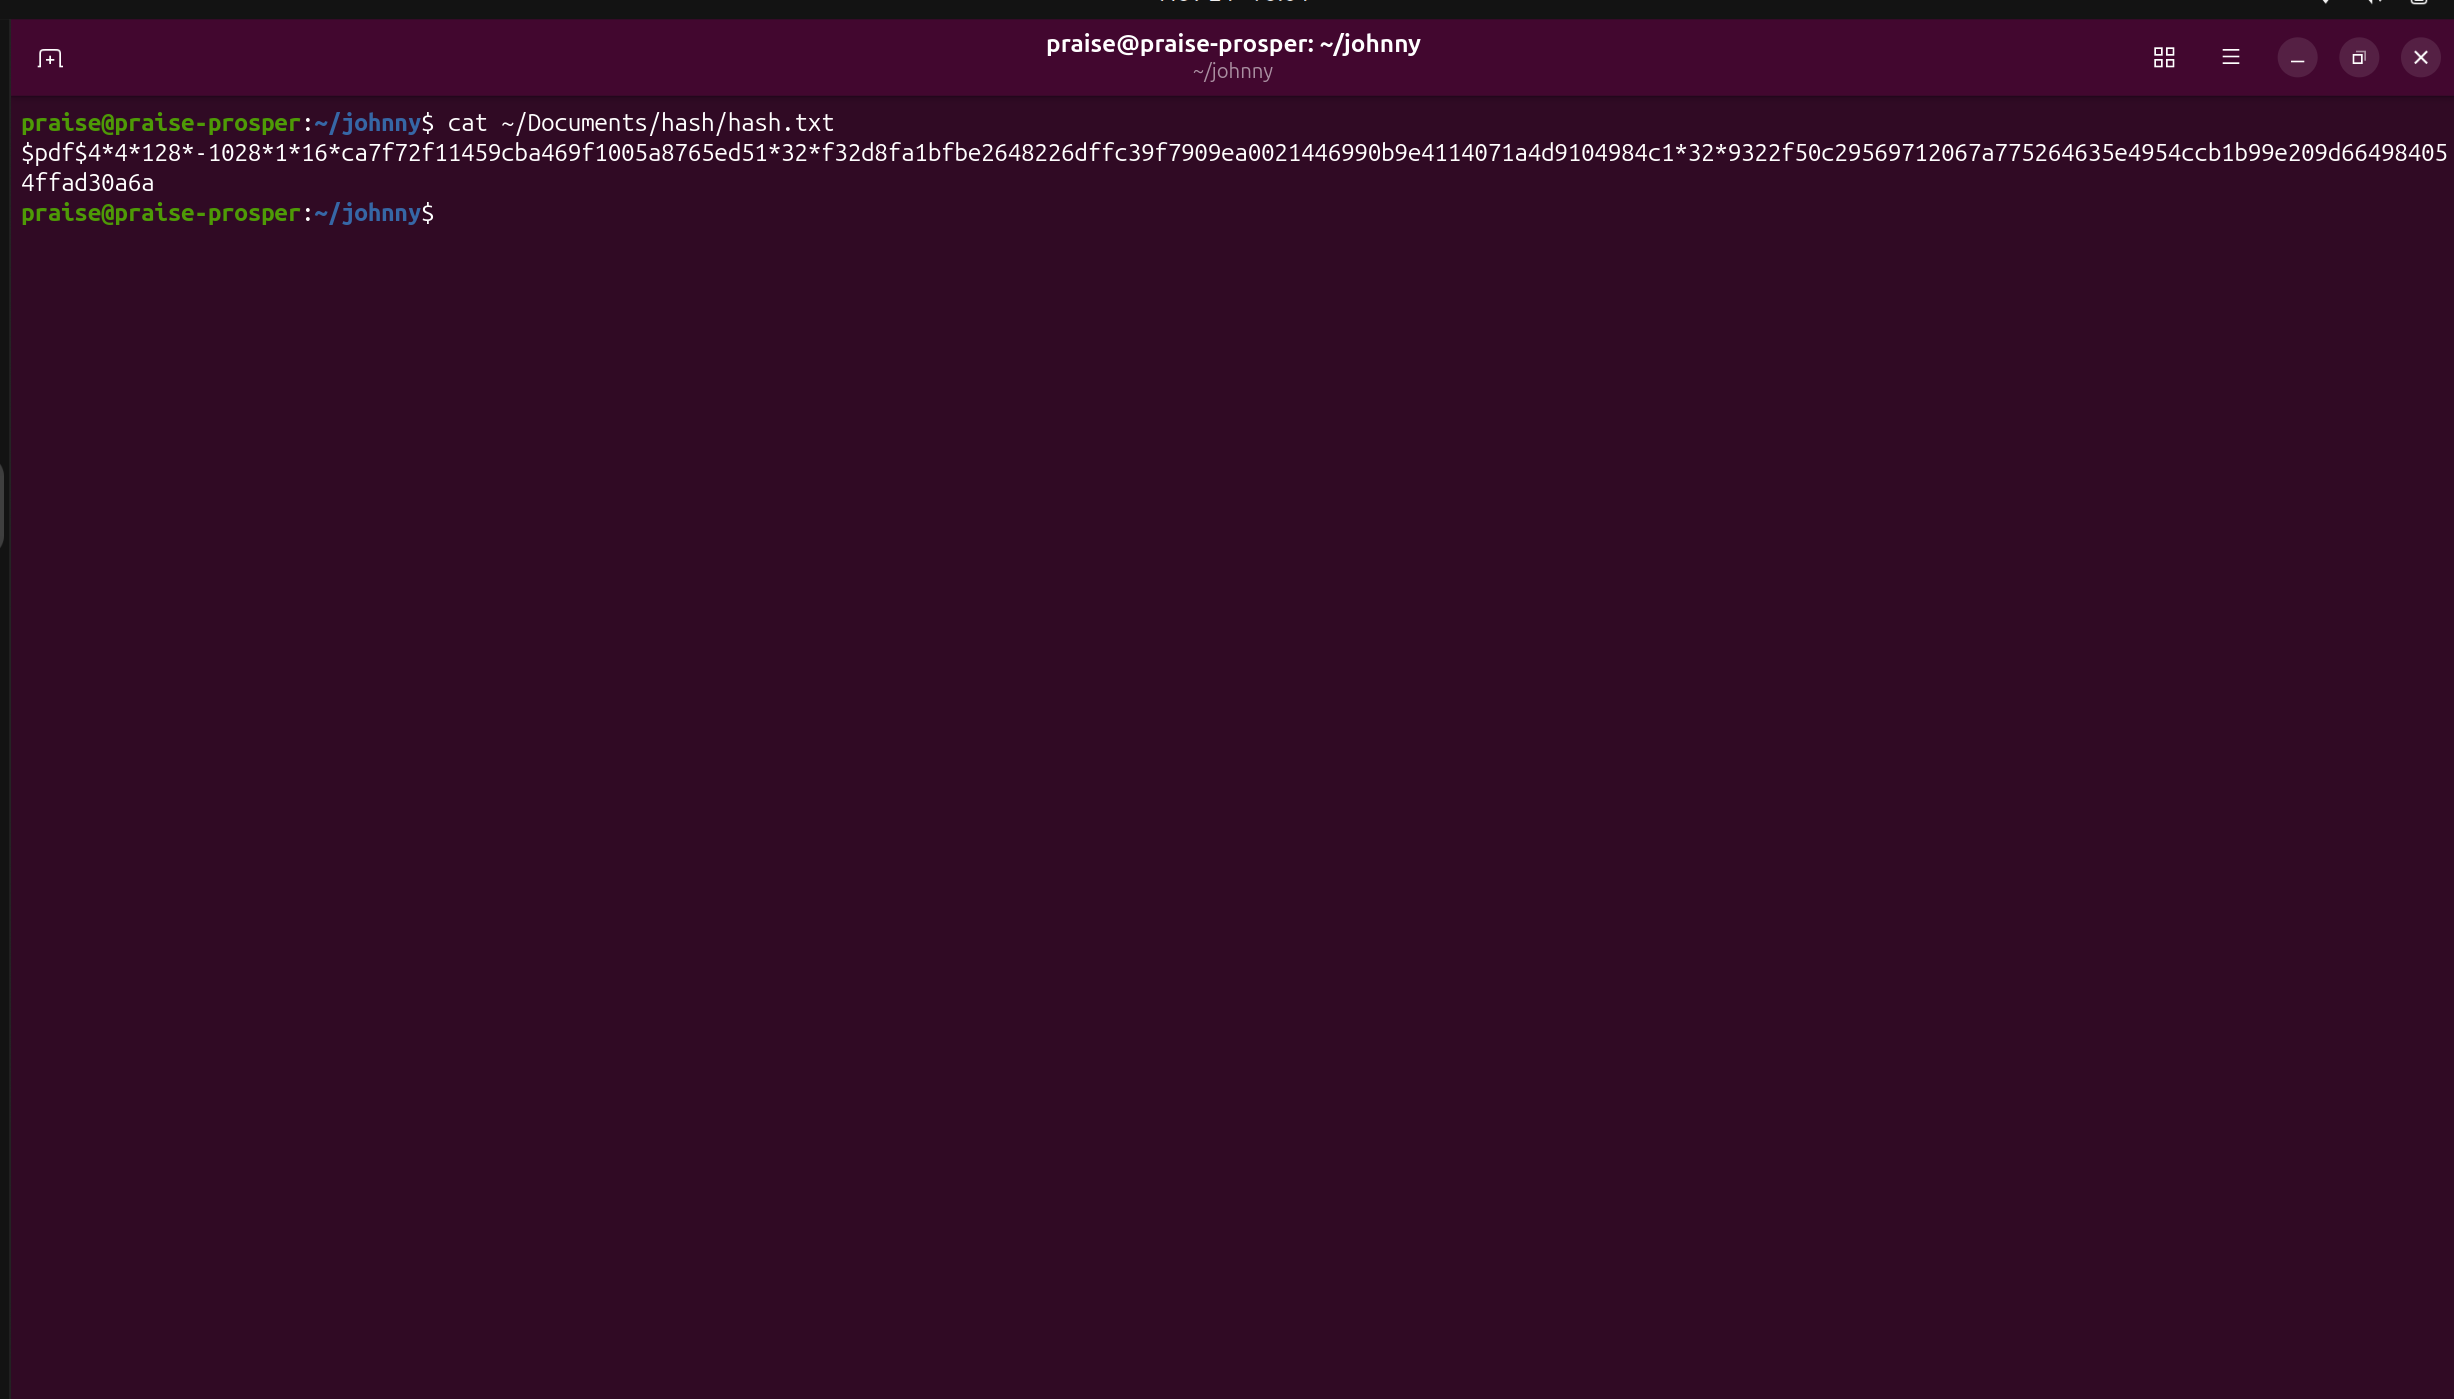 praise@praise-prosper: ~/johnny
~/johnny
praise@praise-prosper:~/johnny$ cat ~/Documents/hash/hash.txt
$pdf$4*4*128*-1028*1*16*ca7f72f11459cba469f1005a8765ed51*32*f32d8fa1bfbe2648226dffc39f7909ea0021446990b9e4114071a4d9104984c1*32*9322f50c29569712067a775264635e4954ccb1b99e209d66498405
4ffad30a6a
praise@praise-prosper:~/johnny$